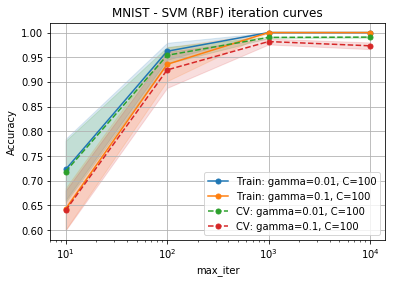 MNIST - SVM (RBF) iteration curves
Accuracy
1.00
0.95
0.90
0.85
0.80
0.75
0.70
0.65
0.60
Train: gamma=0.01, C=100
Train: gamma=0.1, C=100
CV: gamma=0.01, C=100
CV: gamma=0.1, C=100
10¹ 10² 10³ 10⁴
max_iter